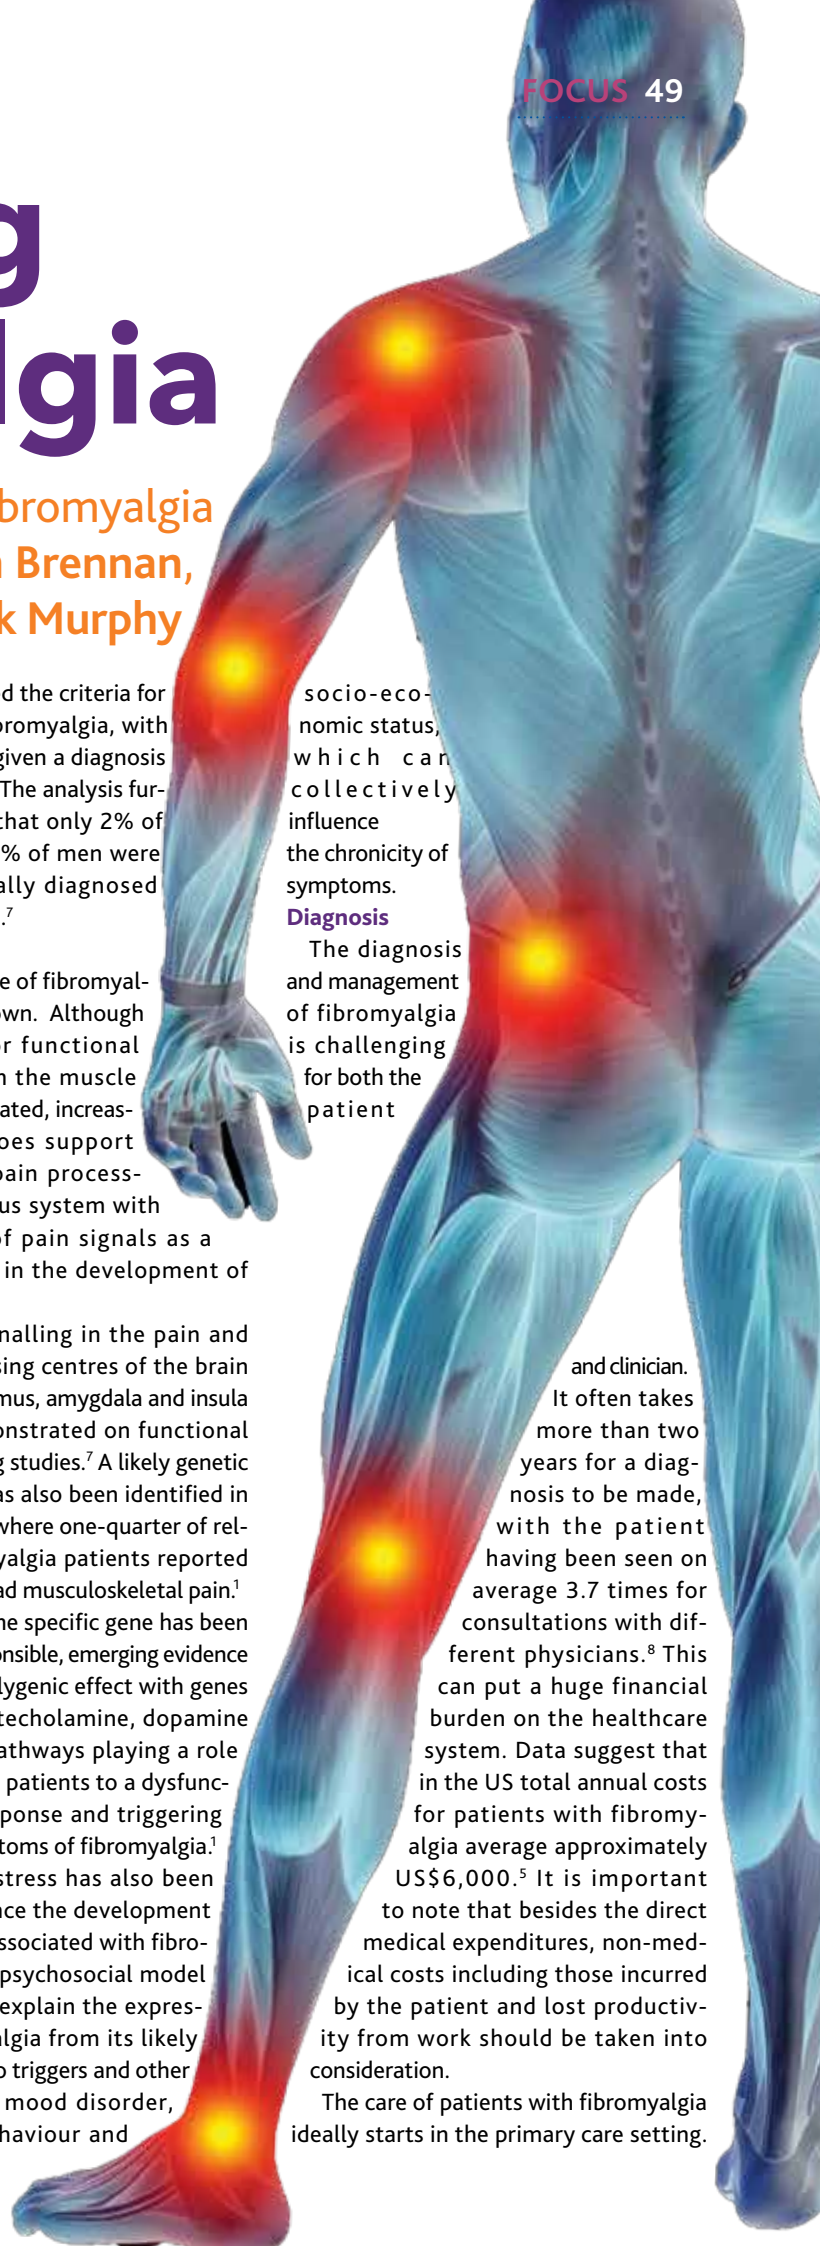 FOCUS 49
g
lgia
bromyalgia
Brennan,
k Murphy
d the criteria for
bromyalgia, with
given a diagnosis
The analysis fur-
that only 2% of
% of men were
ally diagnosed
.7
e of fibromyal-
own. Although
r functional
n the muscle
ated, increas-
oes support
pain process-
us system with
of pain signals as a
in the development of
nalling in the pain and
sing centres of the brain
mus, amygdala and insula
onstrated on functional
g studies.7 A likely genetic
as also been identified in
where one-quarter of rel-
yalgia patients reported
ad musculoskeletal pain.1
ne specific gene has been
onsible, emerging evidence
lygenic effect with genes
techolamine, dopamine
athways playing a role
patients to a dysfunc-
ponse and triggering
toms of fibromyalgia.1
stress has also been
nce the development
ssociated with fibro-
psychosocial model
explain the expres-
algia from its likely
o triggers and other
mood disorder,
haviour and
socio-eco-
nomic status,
which can
collectively
influence
the chronicity of
symptoms.
Diagnosis
The diagnosis
and management
of fibromyalgia
is challenging
for both the
patient
and clinician.
It often takes
more than two
years for a diag-
nosis to be made,
with the patient
having been seen on
average 3.7 times for
consultations with dif-
ferent physicians.8 This
can put a huge financial
burden on the healthcare
system. Data suggest that
in the US total annual costs
for patients with fibromy-
algia average approximately
US$6,000.5 It is important
to note that besides the direct
medical expenditures, non-med-
ical costs including those incurred
by the patient and lost productiv-
ity from work should be taken into
consideration.
The care of patients with fibromyalgia
ideally starts in the primary care setting.